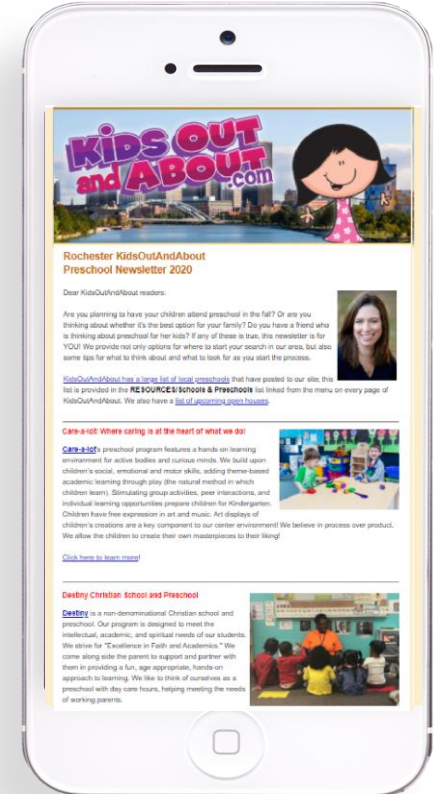 KIDS OUT
and ABOUT
.com
Rochester KidsOutAndAbout
Preschool Newsletter 2020
Dear KidsOutAndAbout readers:
Are you planning to have your children attend preschool in the fall? Or are you
thinking about whether it's the best option for your family? Do you have a friend who
is thinking about preschool for her kids? If any of these is true, this newsletter is for
YOU! We provide not only options for where to start your search in our area, but also
some tips for what to think about and what to look for as you start the process.
KidsOutAndAbout has a large list of local preschools that have posted to our site; this
list is provided in the RESOURCES/Schools & Preschools list linked from the menu on every page of
KidsOutAndAbout. We also have a list of upcoming open houses.
Care-a-lot! Where caring is at the heart of what we do!
Care-a-lot's preschool program features a hands-on learning
environment for active bodies and curious minds. We build upon
children's social, emotional and motor skills, adding theme-based
academic learning through play (the natural method in which
children learn). Stimulating group activities, peer interactions, and
individual learning opportunities prepare children for Kindergarten.
Children have free expression in art and music. Art displays of
children's creations are a key component to our center environment! We believe in process over product.
We allow the children to create their own masterpieces to their liking!
Click here to learn more!
Destiny Christian School and Preschool
Destiny is a non-denominational Christian school and
preschool. Our program is designed to meet the
intellectual, academic, and spiritual needs of our students.
We strive for "Excellence in Faith and Academics." We
come along side the parent to support and partner with
them in providing a fun, age appropriate, hands-on
approach to learning. We like to think of ourselves as a
preschool with day care hours, helping meeting the needs
of working parents.